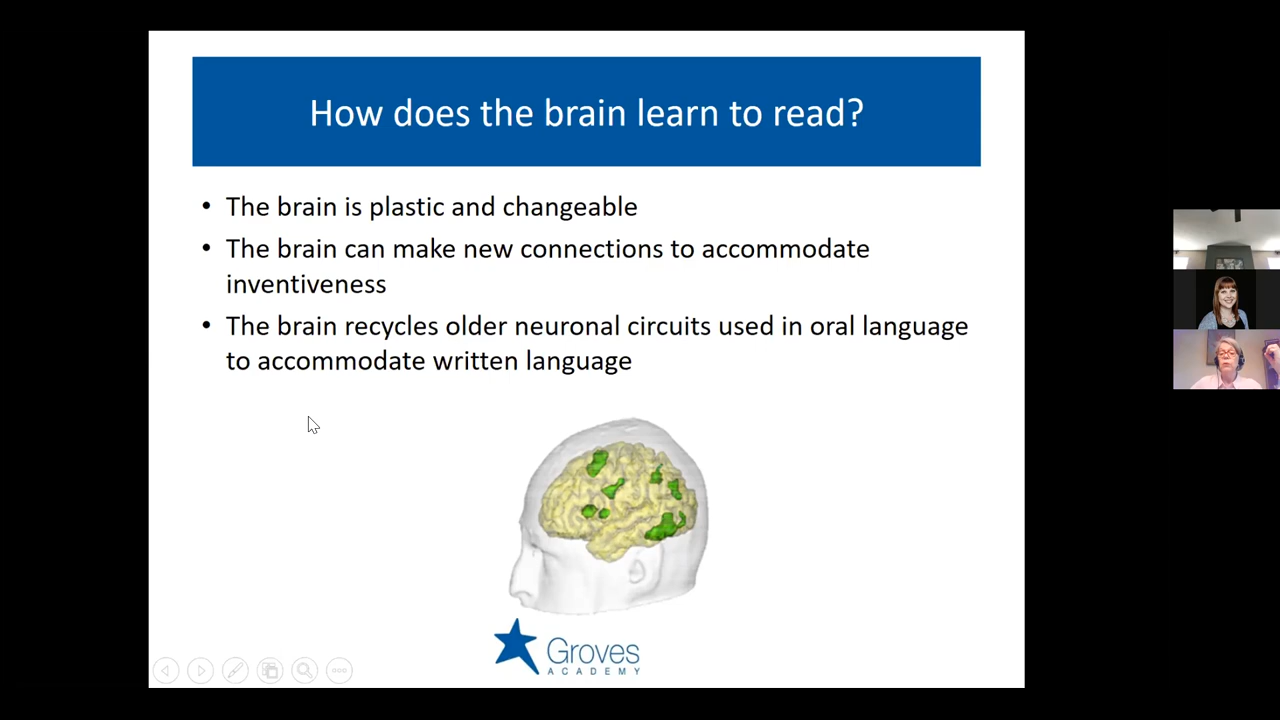 How does the brain learn to read?
• The brain is plastic and changeable
• The brain can make new connections to accommodate
inventiveness
• The brain recycles older neuronal circuits used in oral language
to accommodate written language
Groves
ACADEMY